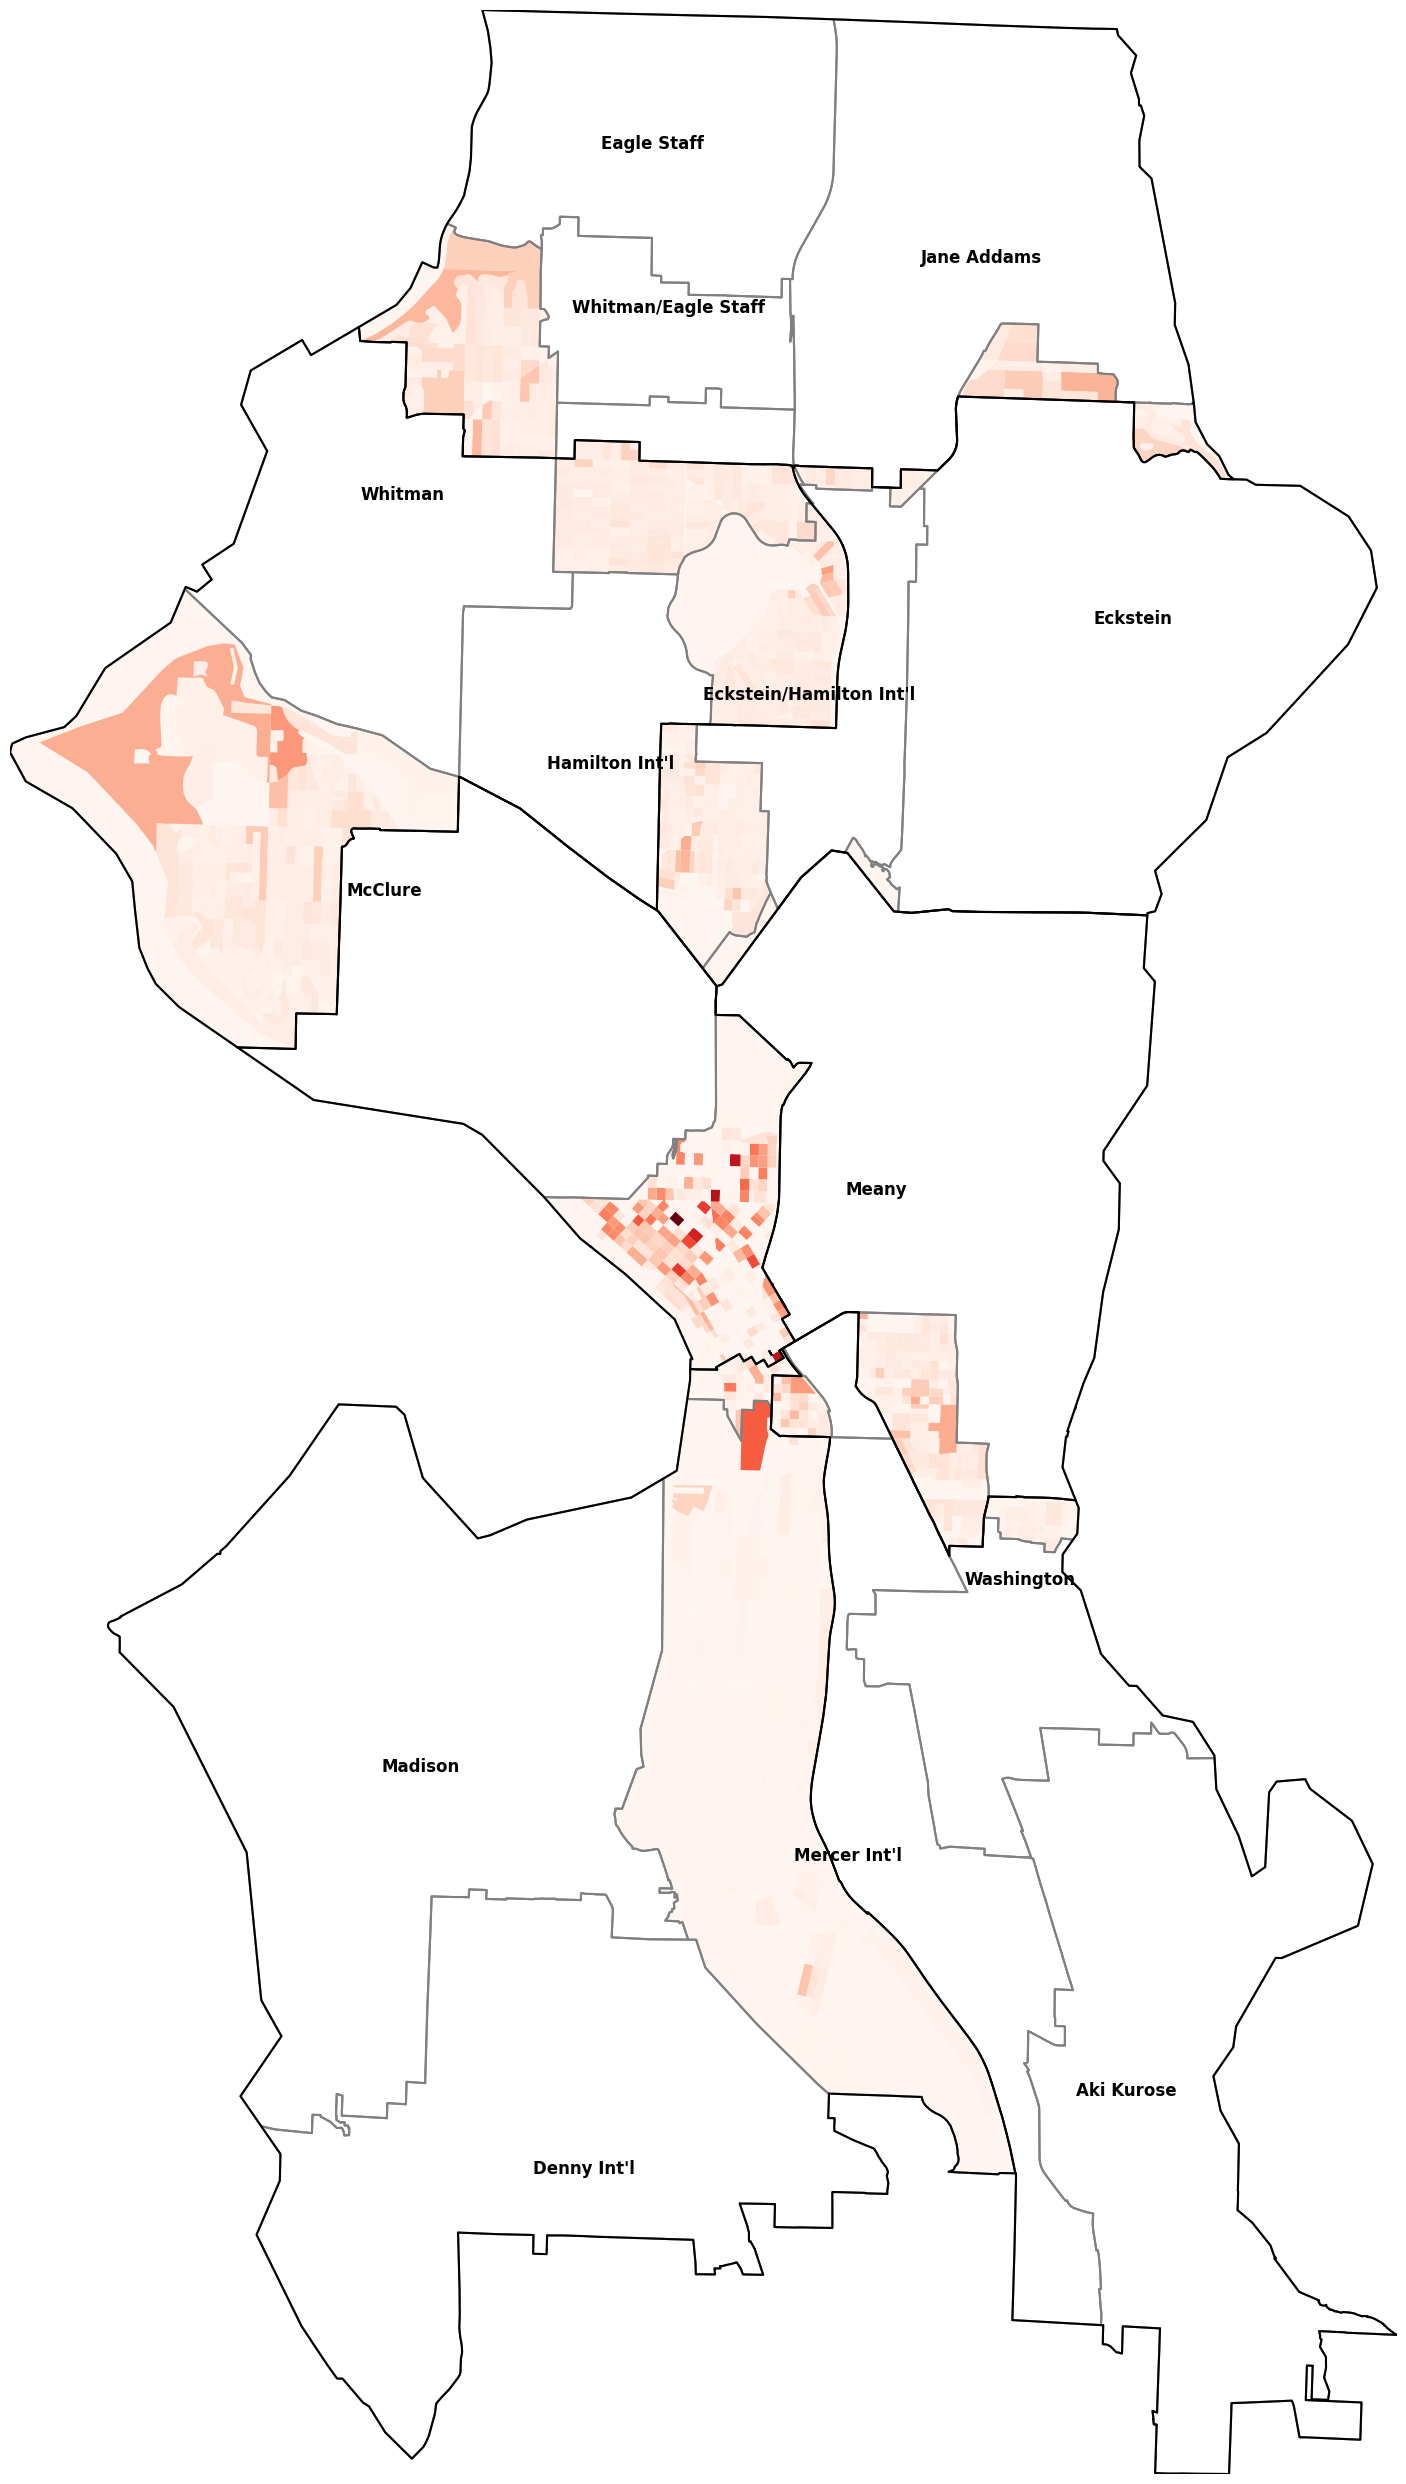 Eagle Staff
Jane Addams
Whitman/Eagle Staff
Whitman
Eckstein
Eckstein/Hamilton Int'l
Hamilton Int'l
McClure
Meany
Washington
Madison
Mercer Int'l
Aki Kurose
Denny Int'l